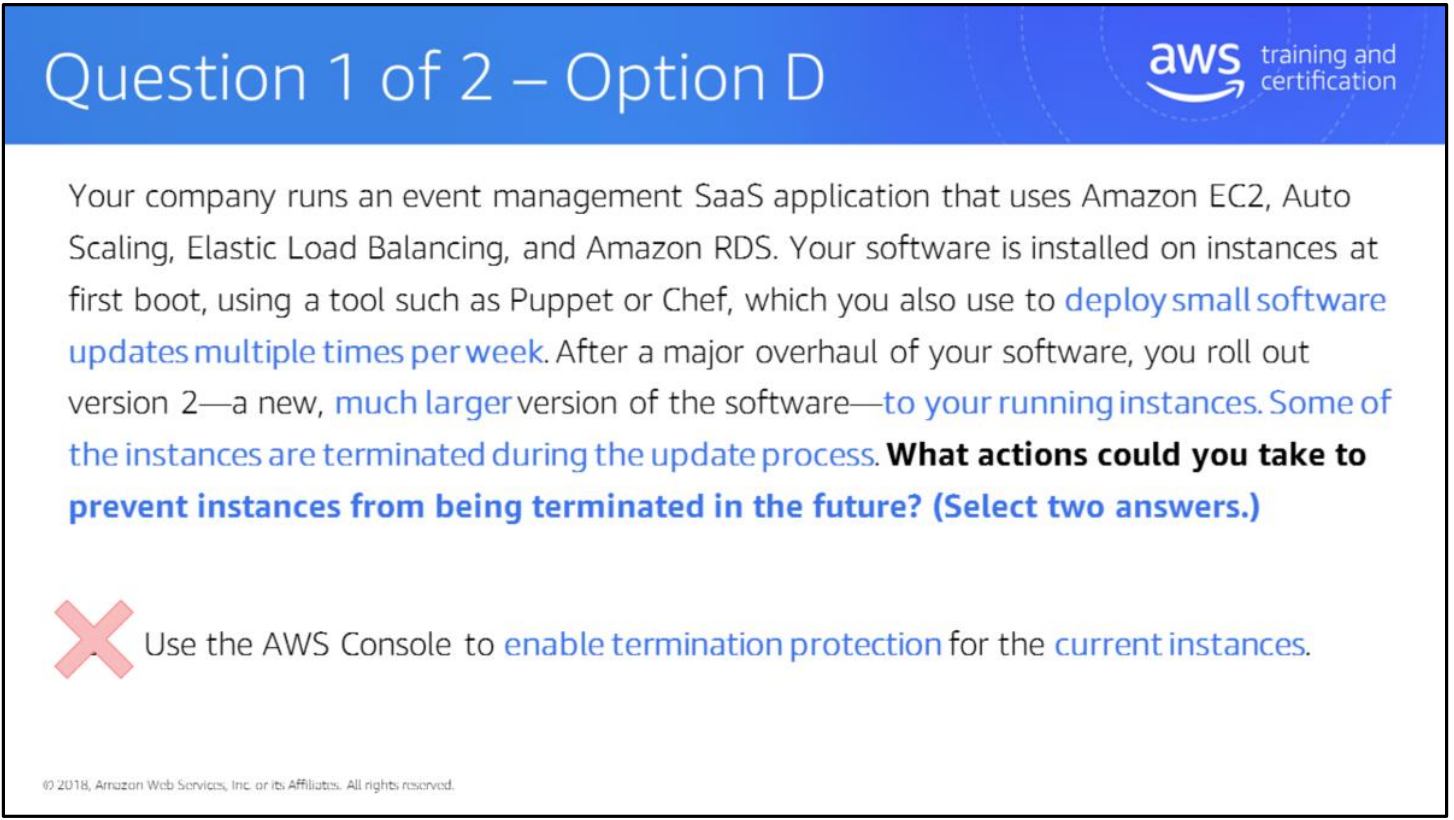 Question 1 of 2 – Option D
aws training and
certification
Your company runs an event management SaaS application that uses Amazon EC2, Auto
Scaling, Elastic Load Balancing, and Amazon RDS. Your software is installed on instances at
first boot, using a tool such as Puppet or Chef, which you also use to deploy small software
updates multiple times per week. After a major overhaul of your software, you roll out
version 2—a new, much larger version of the software—to your running instances. Some of
the instances are terminated during the update process. What actions could you take to
prevent instances from being terminated in the future? (Select two answers.)
Use the AWS Console to enable termination protection for the current instances.
© 2018, Amazon Web Services, Inc. or its Affiliates. All rights reserved.